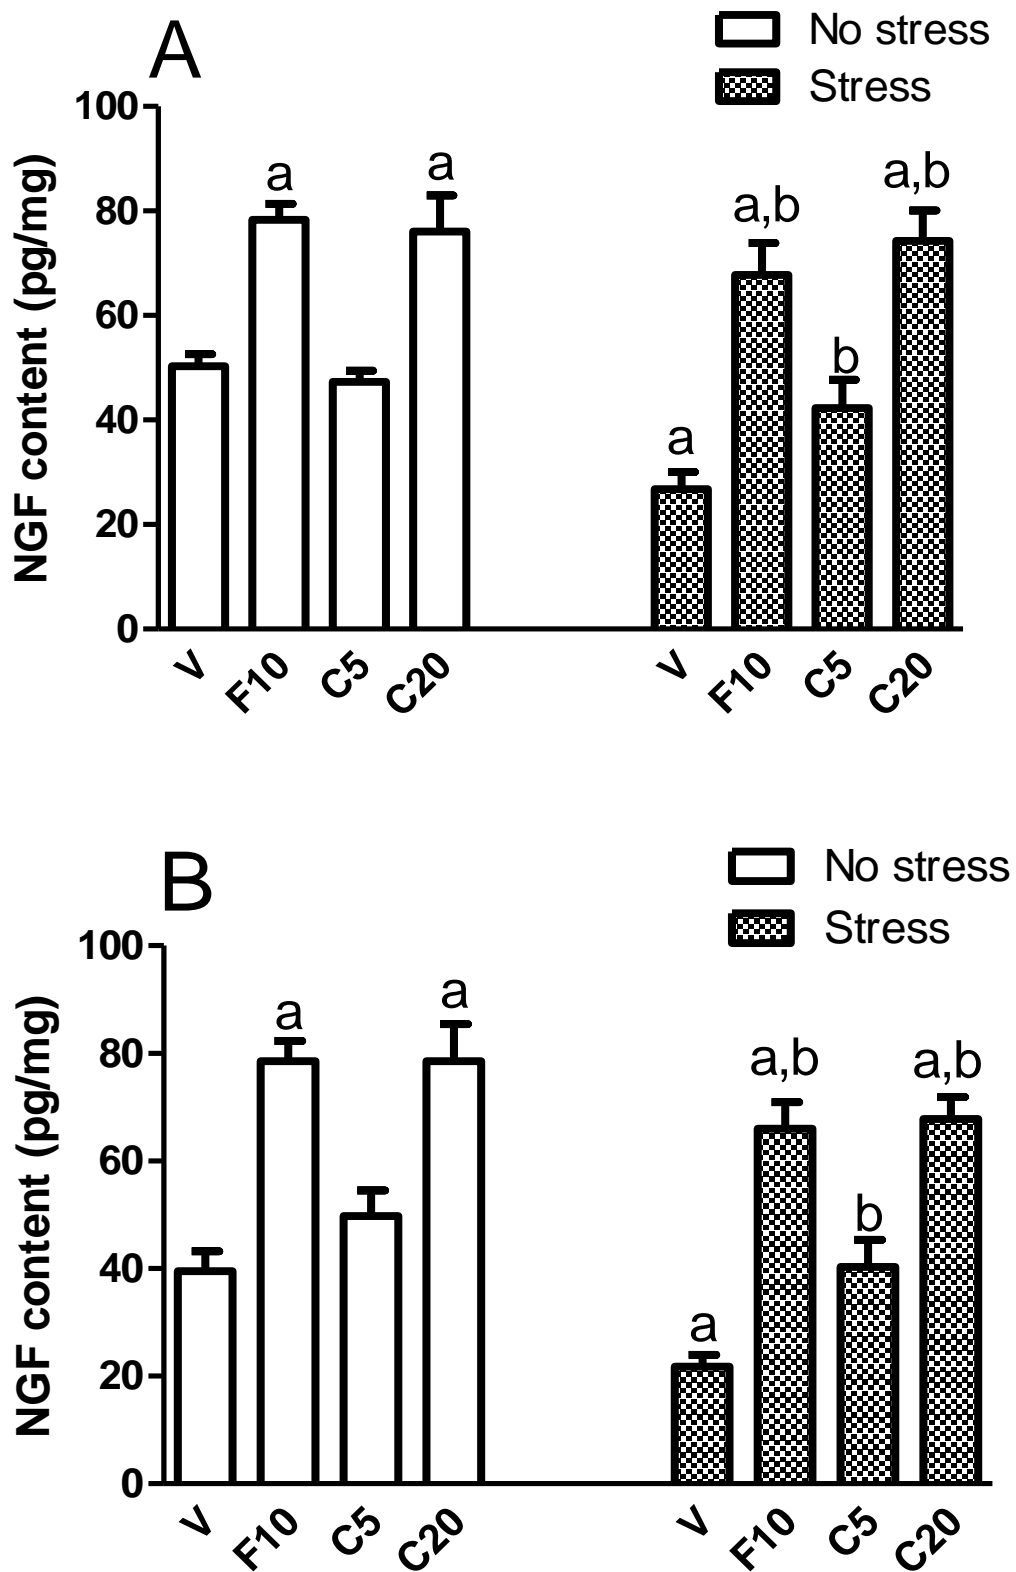 A
No stress
Stress
NGF content (pg/mg)
100
80
60
40
20
0
a
a
a
a,b
b
a,b
V
F10
C5
C20
V
F10
C5
C20
B
No stress
Stress
NGF content (pg/mg)
100
80
60
40
20
0
a
a
a
a,b
b
a,b
V
F10
C5
C20
V
F10
C5
C20